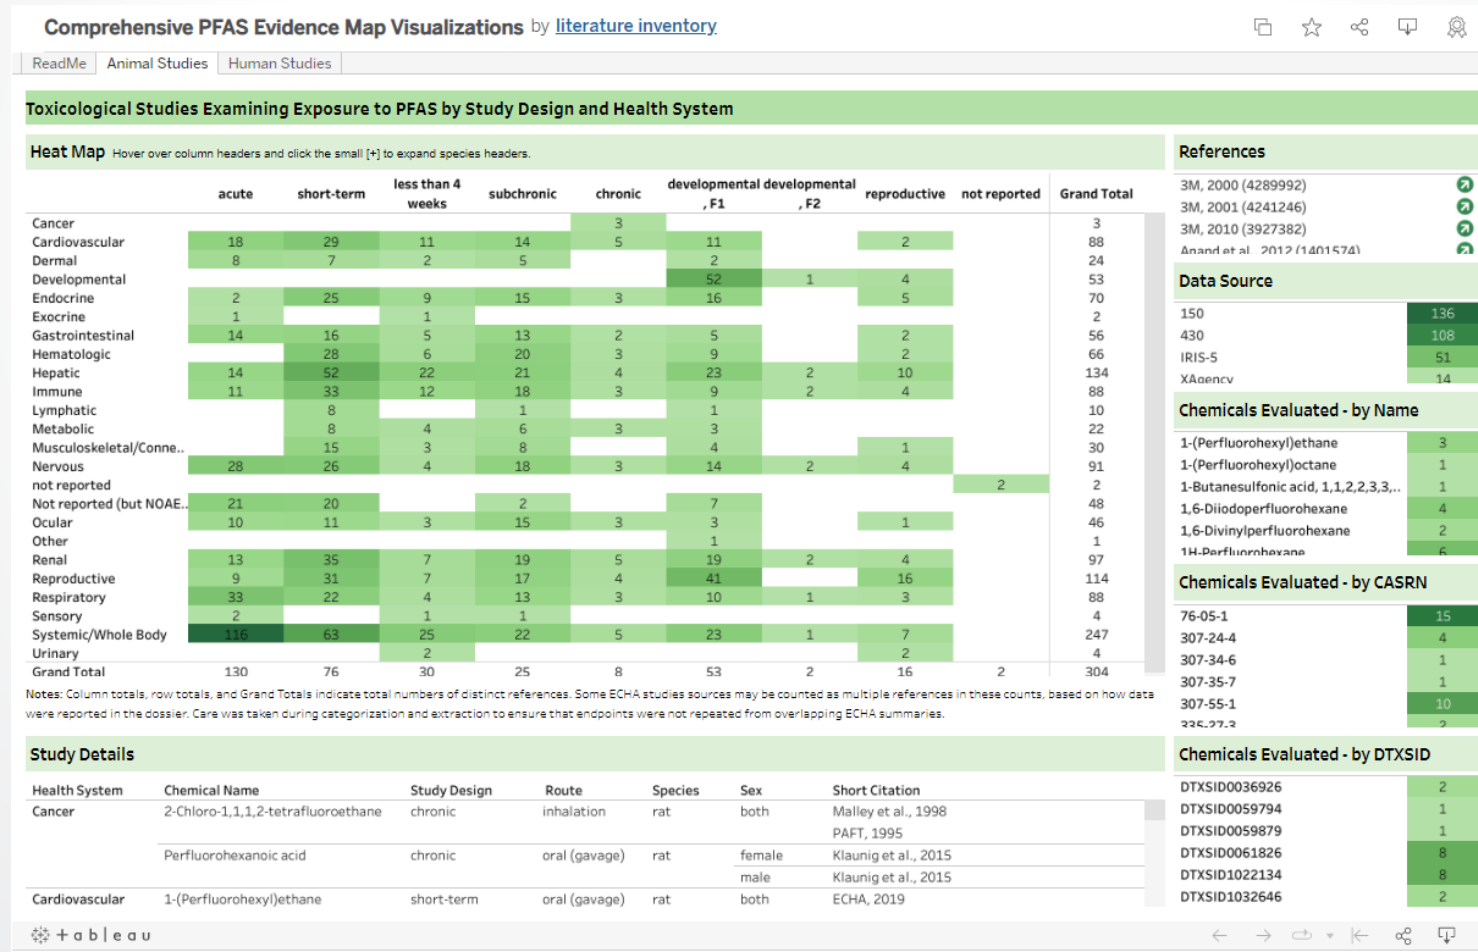 Comprehensive PFAS Evidence Map Visualizations by literature inventory
ReadMe Animal Studies Human Studies
Toxicological Studies Examining Exposure to PFAS by Study Design and Health System
Heat Map Hover over column headers and click the small [+] to expand species headers.
acute short-term less than 4 weeks subchronic chronic developmental, F1 developmental, F2 reproductive not reported Grand Total
Cancer 3 3
Cardiovascular 18 29 11 14 5 11 2 88
Dermal 8 7 2 5 2 24
Developmental 52 1 4 53
Endocrine 2 25 9 15 3 16 5 70
Exocrine 1 1 2
Gastrointestinal 14 16 5 13 2 5 2 56
Hematologic 28 6 20 3 9 2 66
Hepatic 14 52 22 21 4 23 2 10 134
Immune 11 33 12 18 3 9 2 4 88
Lymphatic 8 1 1 10
Metabolic 8 4 6 3 3 22
Musculoskeletal/Conne.. 15 3 8 4 1 30
Nervous 28 26 4 18 3 14 2 4 91
not reported 2 2
Not reported (but NOAE.. 21 20 2 7 48
Ocular 10 11 3 15 3 3 1 46
Other 1 1
Renal 13 35 7 19 5 19 2 4 97
Reproductive 9 31 7 17 4 41 16 114
Respiratory 33 22 4 13 3 10 1 3 88
Sensory 2 1 1 4
Systemic/Whole Body 116 63 25 22 5 23 1 7 247
Urinary 2 2 4
Grand Total 130 76 30 25 8 53 2 16 2 304
Notes: Column totals, row totals, and Grand Totals indicate total numbers of distinct references. Some ECHA studies sources may be counted as multiple references in these counts, based on how data
were reported in the dossier. Care was taken during categorization and extraction to ensure that endpoints were not repeated from overlapping ECHA summaries.
Study Details
Health System Chemical Name Study Design Route Species Sex Short Citation
Cancer 2-Chloro-1,1,1,2-tetrafluoroethane chronic inhalation rat both Malley et al., 1998
PAFT, 1995
Perfluorohexanoic acid chronic oral (gavage) rat female Klaunig et al., 2015
male Klaunig et al., 2015
Cardiovascular 1-(Perfluorohexyl)ethane short-term oral (gavage) rat both ECHA, 2019
References
3M, 2000 (4289992)
3M, 2001 (4241246)
3M, 2010 (3927382)
Anand et al., 2012 (1401574)
Data Source
150 136
430 108
IRIS-5 51
XAgency 14
Chemicals Evaluated - by Name
1-(Perfluorohexyl)ethane 3
1-(Perfluorohexyl)octane 1
1-Butanesulfonic acid, 1,1,2,2,3,3,.. 1
1,6-Diiodoperfluorohexane 4
1,6-Divinylperfluorohexane 2
1H-Perfluorohexane 6
Chemicals Evaluated - by CASRN
76-05-1 15
307-24-4 4
307-34-6 1
307-35-7 1
307-55-1 10
335-27-3 2
Chemicals Evaluated - by DTXSID
DTXSID0036926 2
DTXSID0059794 1
DTXSID0059879 1
DTXSID0061826 8
DTXSID1022134 8
DTXSID1032646 2
+ a b | e a u